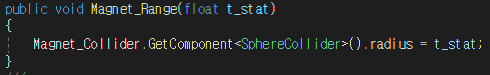 public void Magnet_Range(float t_stat)
{
Magnet_Collider.GetComponent<SphereCollider>().radius = t_stat;
}